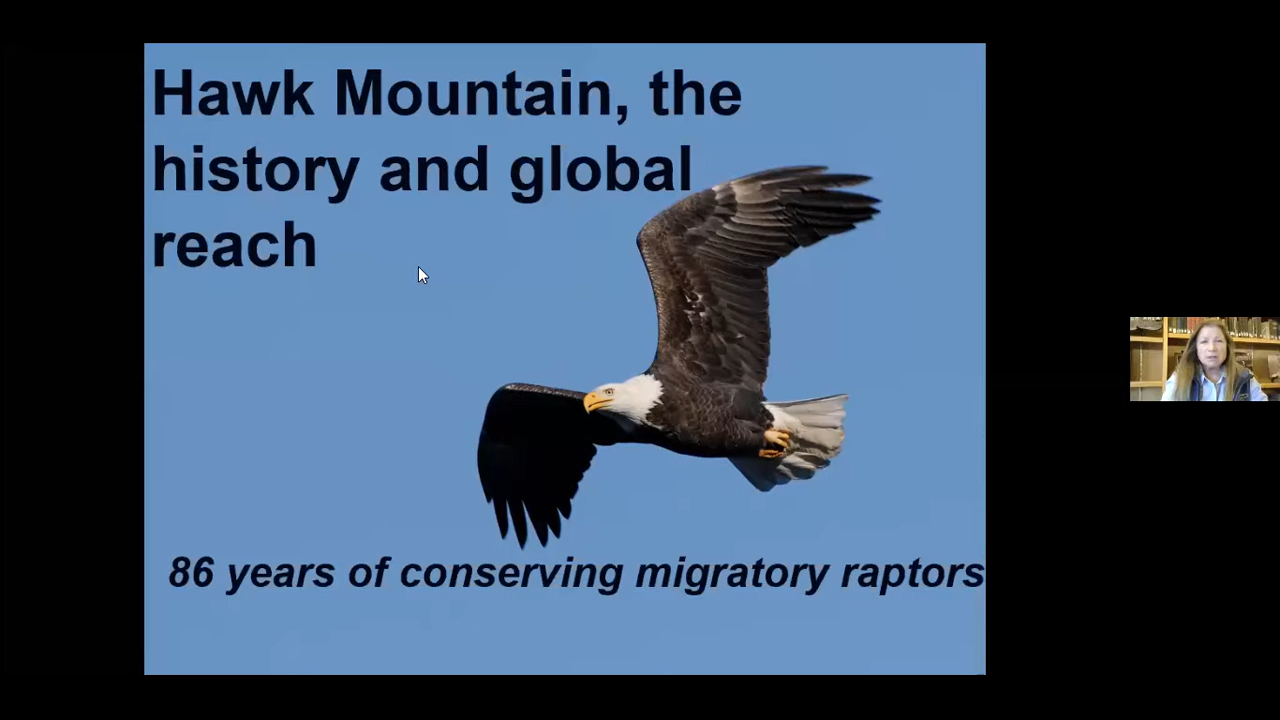 Hawk Mountain, the
history and global
reach
86 years of conserving migratory raptors